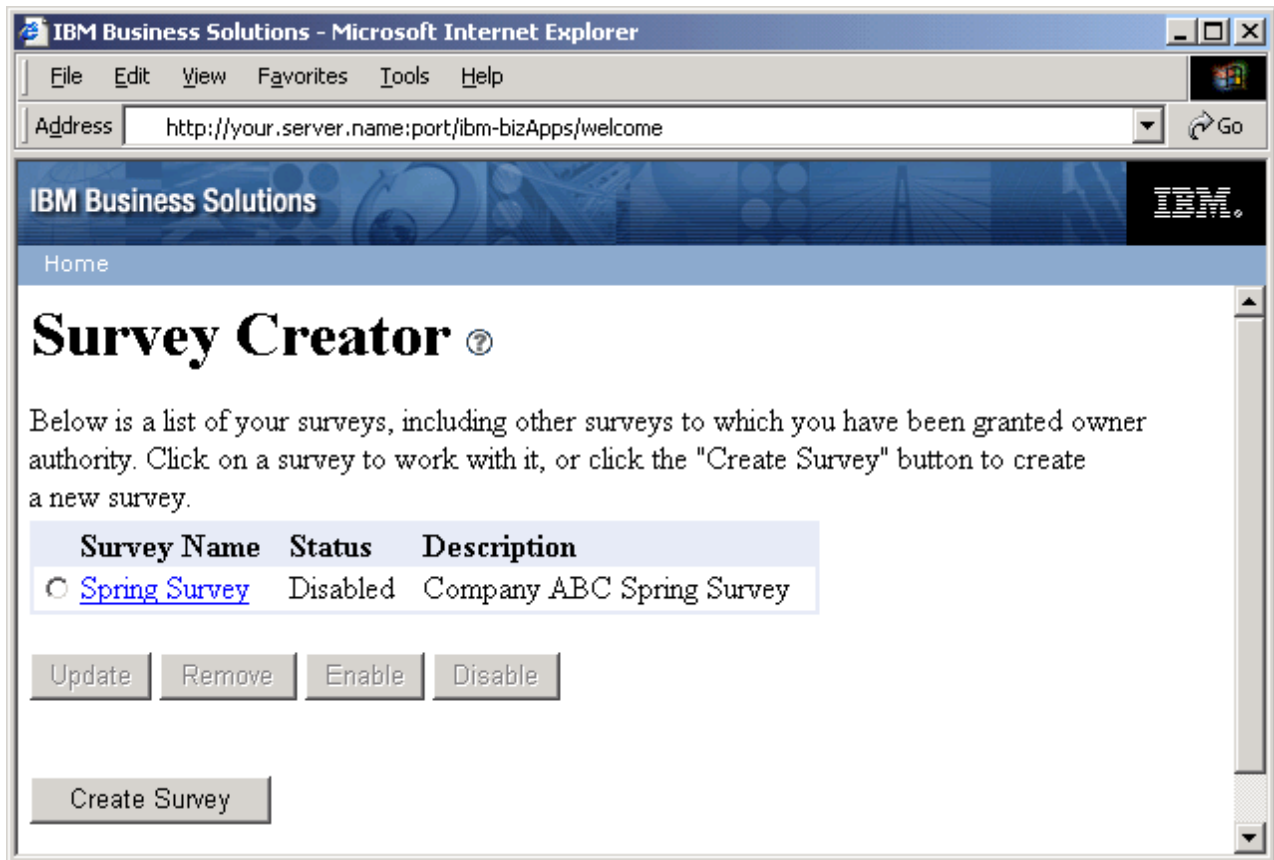 IBM Business Solutions - Microsoft Internet Explorer
File Edit View Favorites Tools Help
Address http://your.server.name:port/ibm-bizApps/welcome Go
IBM Business Solutions IBM.
Home
Survey Creator ?
Below is a list of your surveys, including other surveys to which you have been granted owner
authority. Click on a survey to work with it, or click the "Create Survey" button to create
a new survey.
Survey Name Status Description
Spring Survey Disabled Company ABC Spring Survey
Update Remove Enable Disable
Create Survey